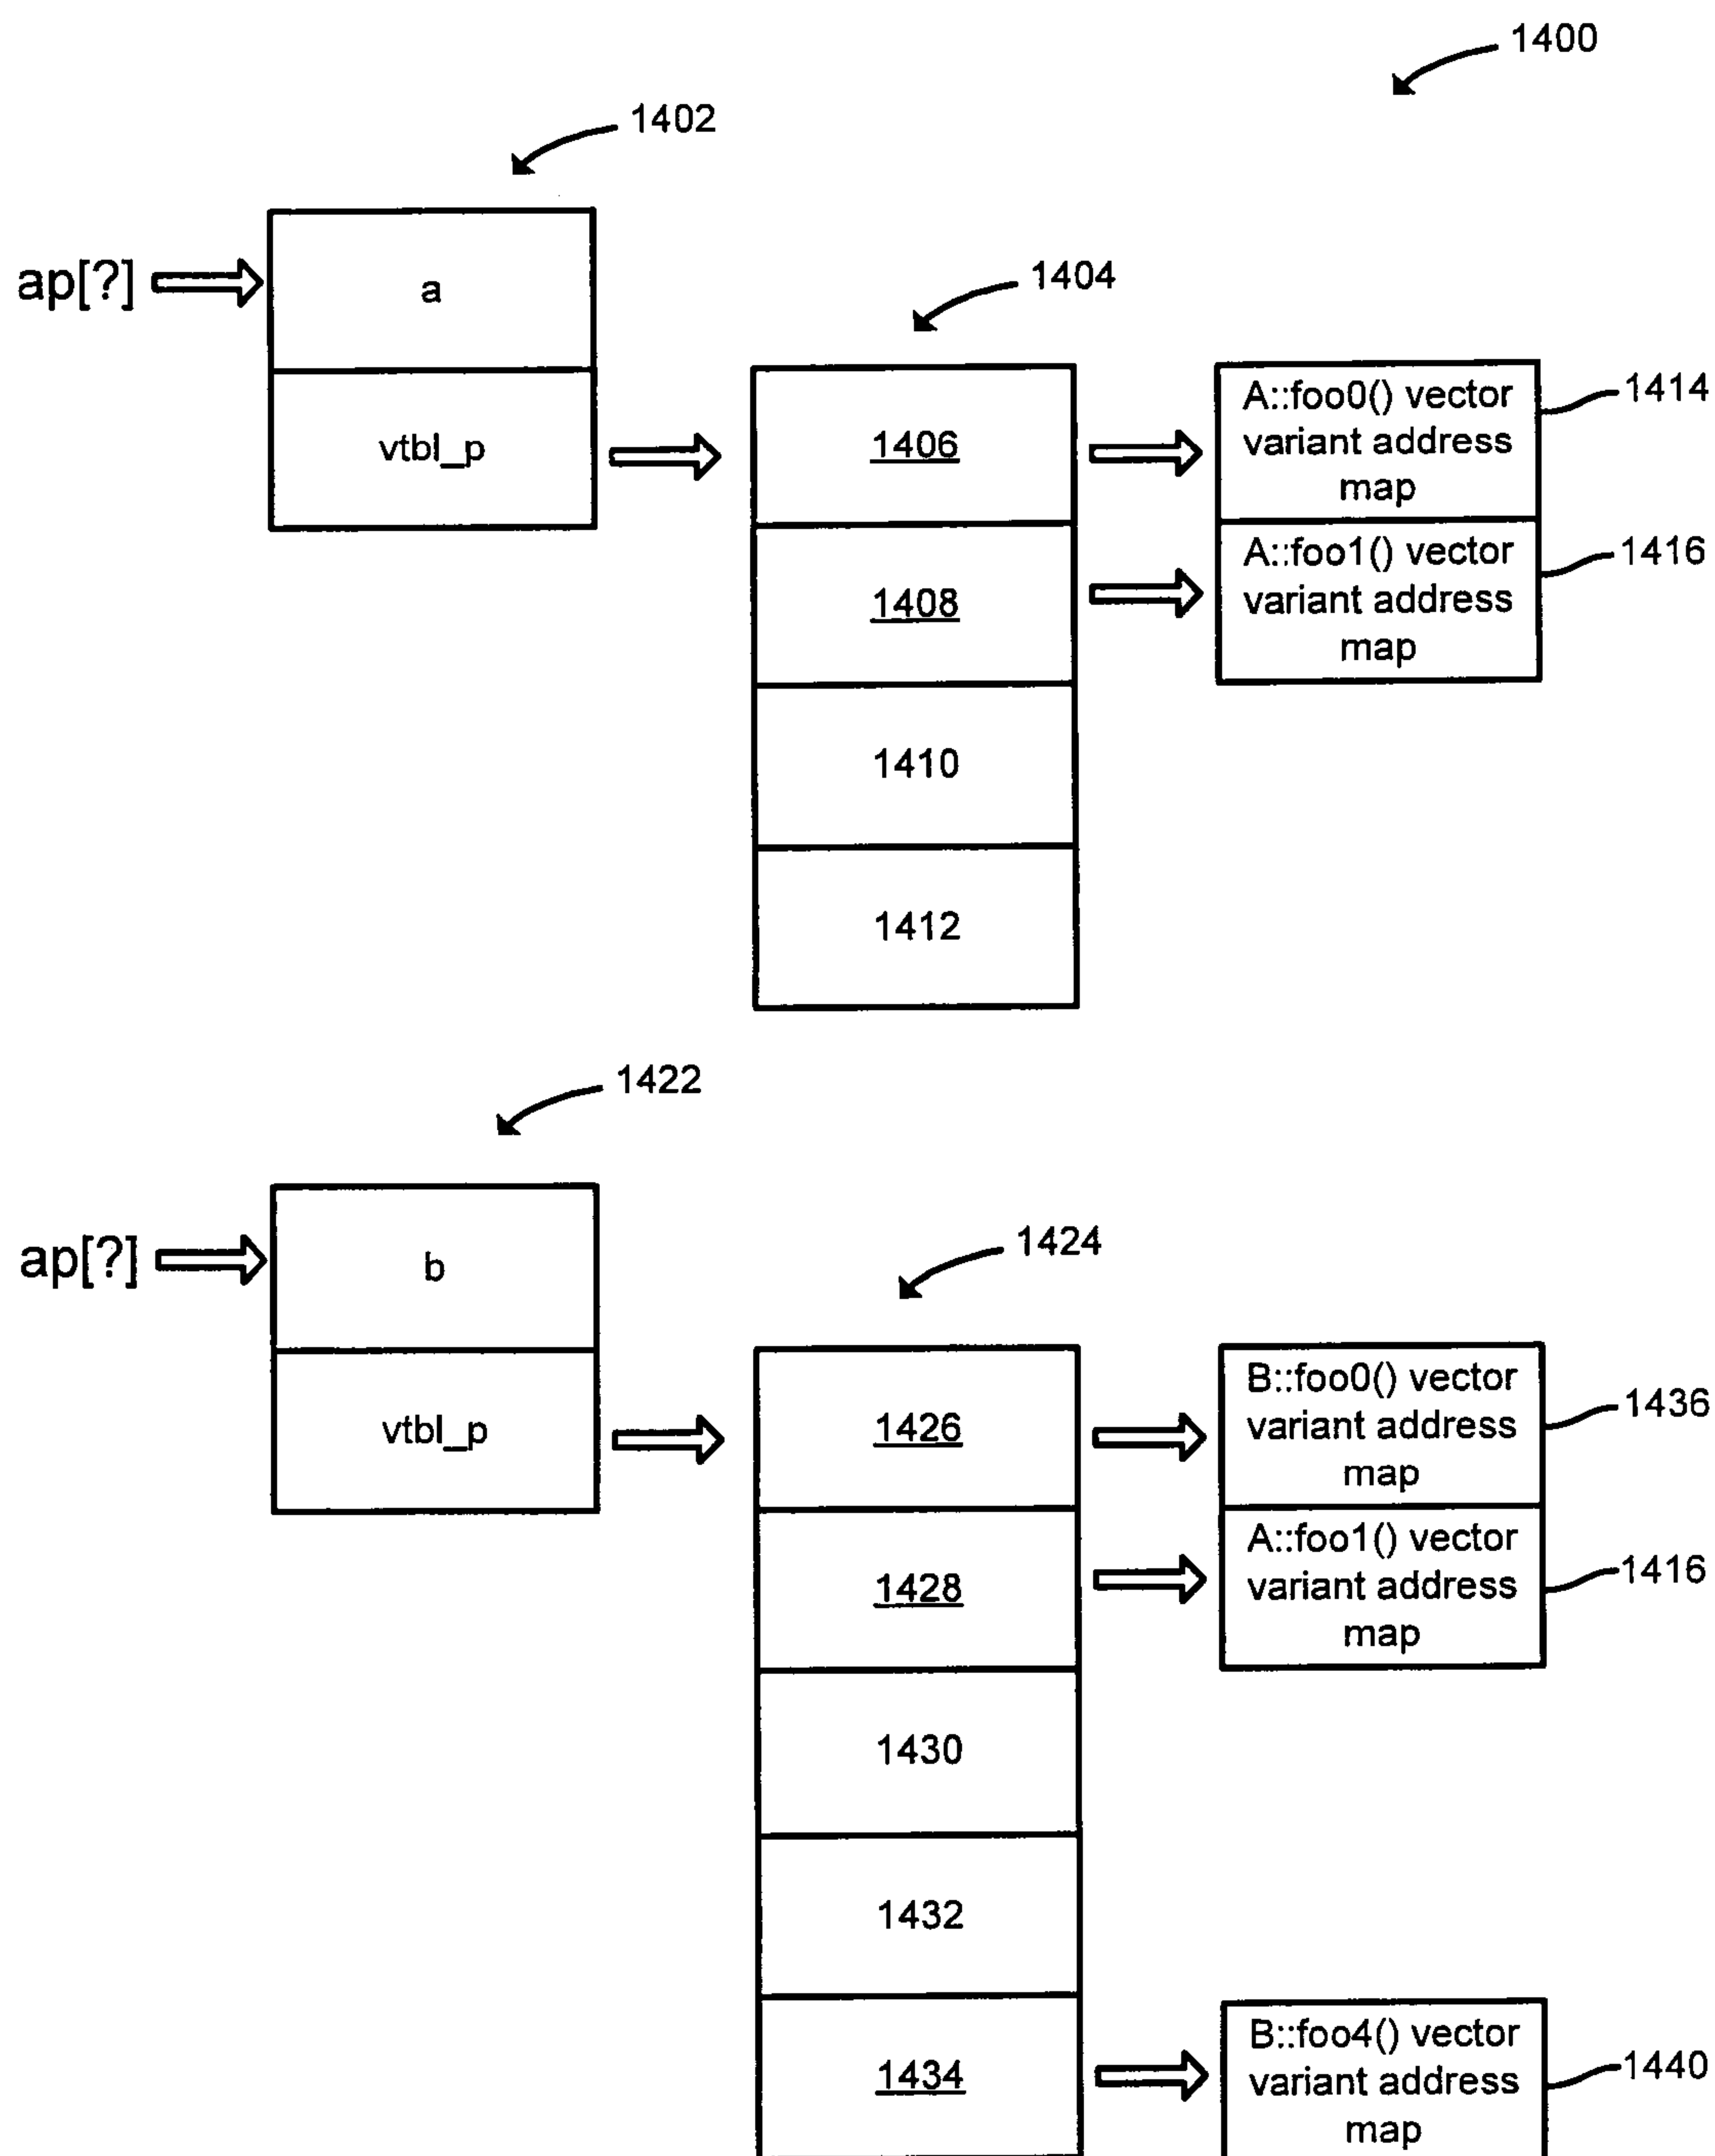 1400
1402
ap[?]
a
vtbl_p
1404
1406
1408
1410
1412
A::foo0() vector
variant address
map
1414
A::foo1() vector
variant address
map
1416
1422
ap[?]
b
vtbl_p
1424
1426
1428
1430
1432
1434
B::foo0() vector
variant address
map
1436
A::foo1() vector
variant address
map
1416
B::foo4() vector
variant address
map
1440